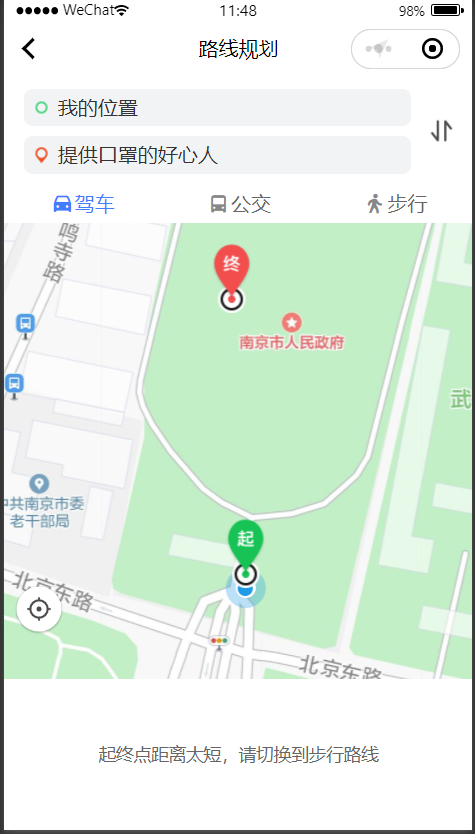 WeChat 11:48 98%
路线规划
我的位置
提供口罩的好心人
驾车 公交 步行
鸣寺路
终
南京市人民政府
武
中共南京市委
老干部局
起
北京东路
北京东路
起终点距离太短，请切换到步行路线